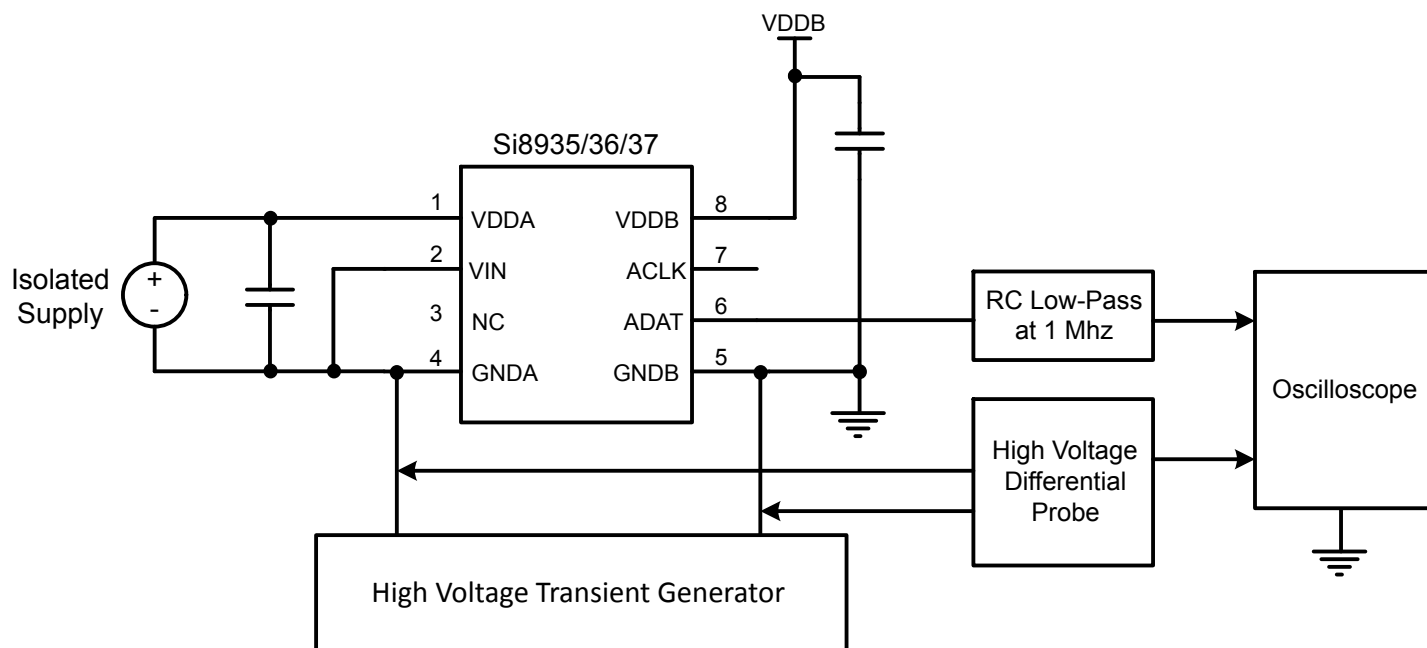 VDDB
Si8935/36/37
1
VDDA
VDDB
8
2
VIN
ACLK
7
3
NC
ADAT
6
4
GNDA
GNDB
5
Isolated
Supply
+
-
RC Low-Pass
at 1 Mhz
High Voltage
Differential
Probe
Oscilloscope
High Voltage Transient Generator